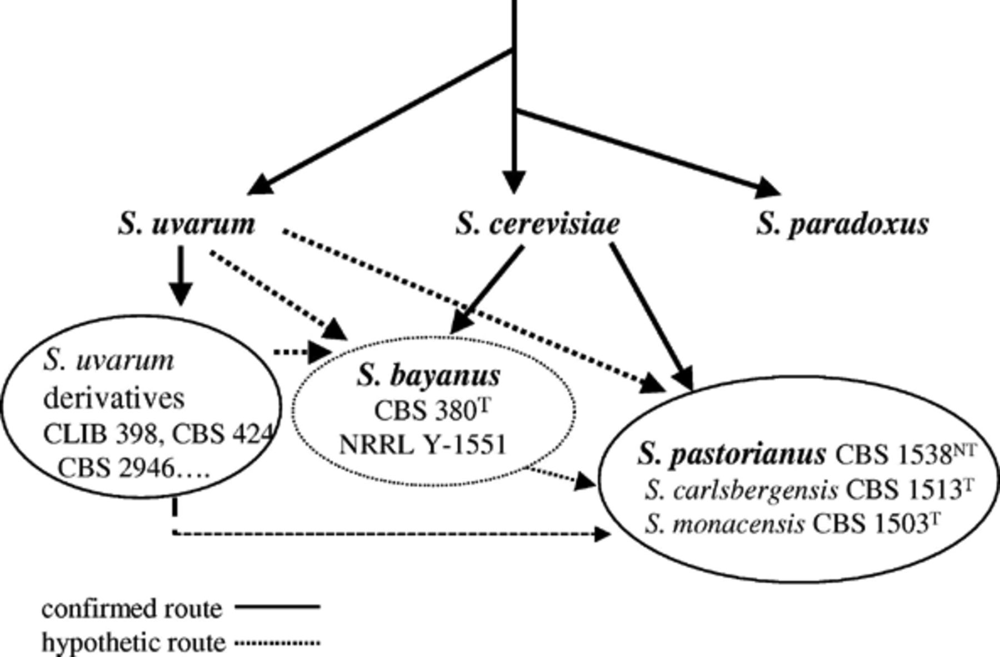 S. uvarum
S. cerevisiae
S. paradoxus
S. uvarum
derivatives
CLIB 398, CBS 424
CBS 2946....
S. bayanus
CBS 380ᵀ
NRRL Y-1551
S. pastorianus CBS 1538ᴺᵀ
S. carlsbergensis CBS 1513ᵀ
S. monacensis CBS 1503ᵀ
confirmed route
hypothetic route